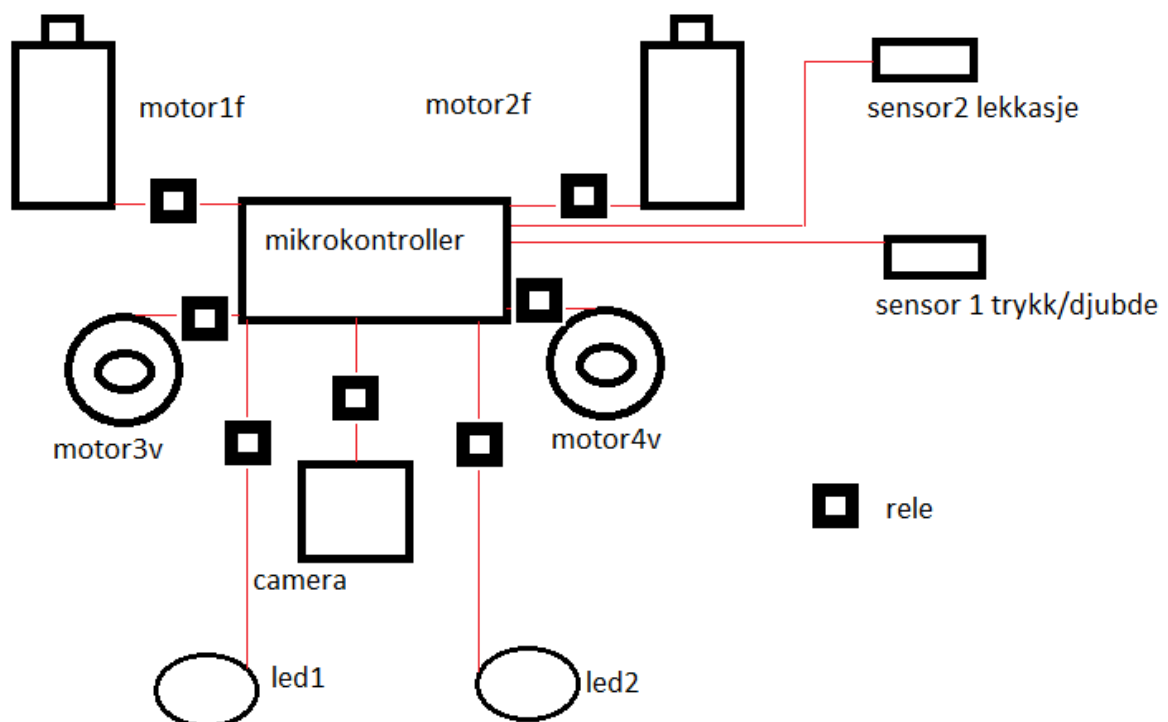 motor1f
motor2f
sensor2 lekkasje
mikrokontroller
sensor 1 trykk/djubde
motor3v
motor4v
rele
camera
led1
led2